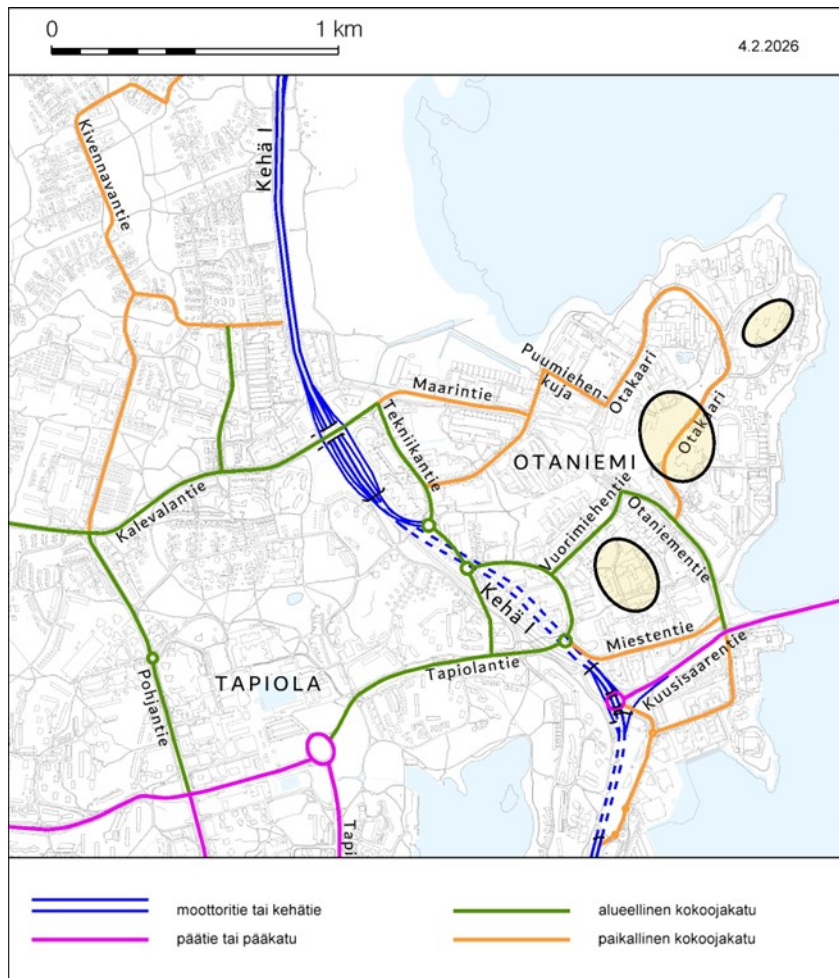 0 1 km
4.2.2026
Kehä I
Kivennavantie
Puumiehen-
kuja
Otakaari
Maarintie
Otakaari
Tekniikantie
OTANIEMI
Kalevalantie
Vuorimiehentie
Otaniementie
Kehä I
Miestentie
Tapiolantie
Kuusisaarentie
TAPIOLA
Pohjantie
Tapi
moottoritie tai kehätie
alueellinen kokoojakatu
päätie tai pääkatu
paikallinen kokoojakatu